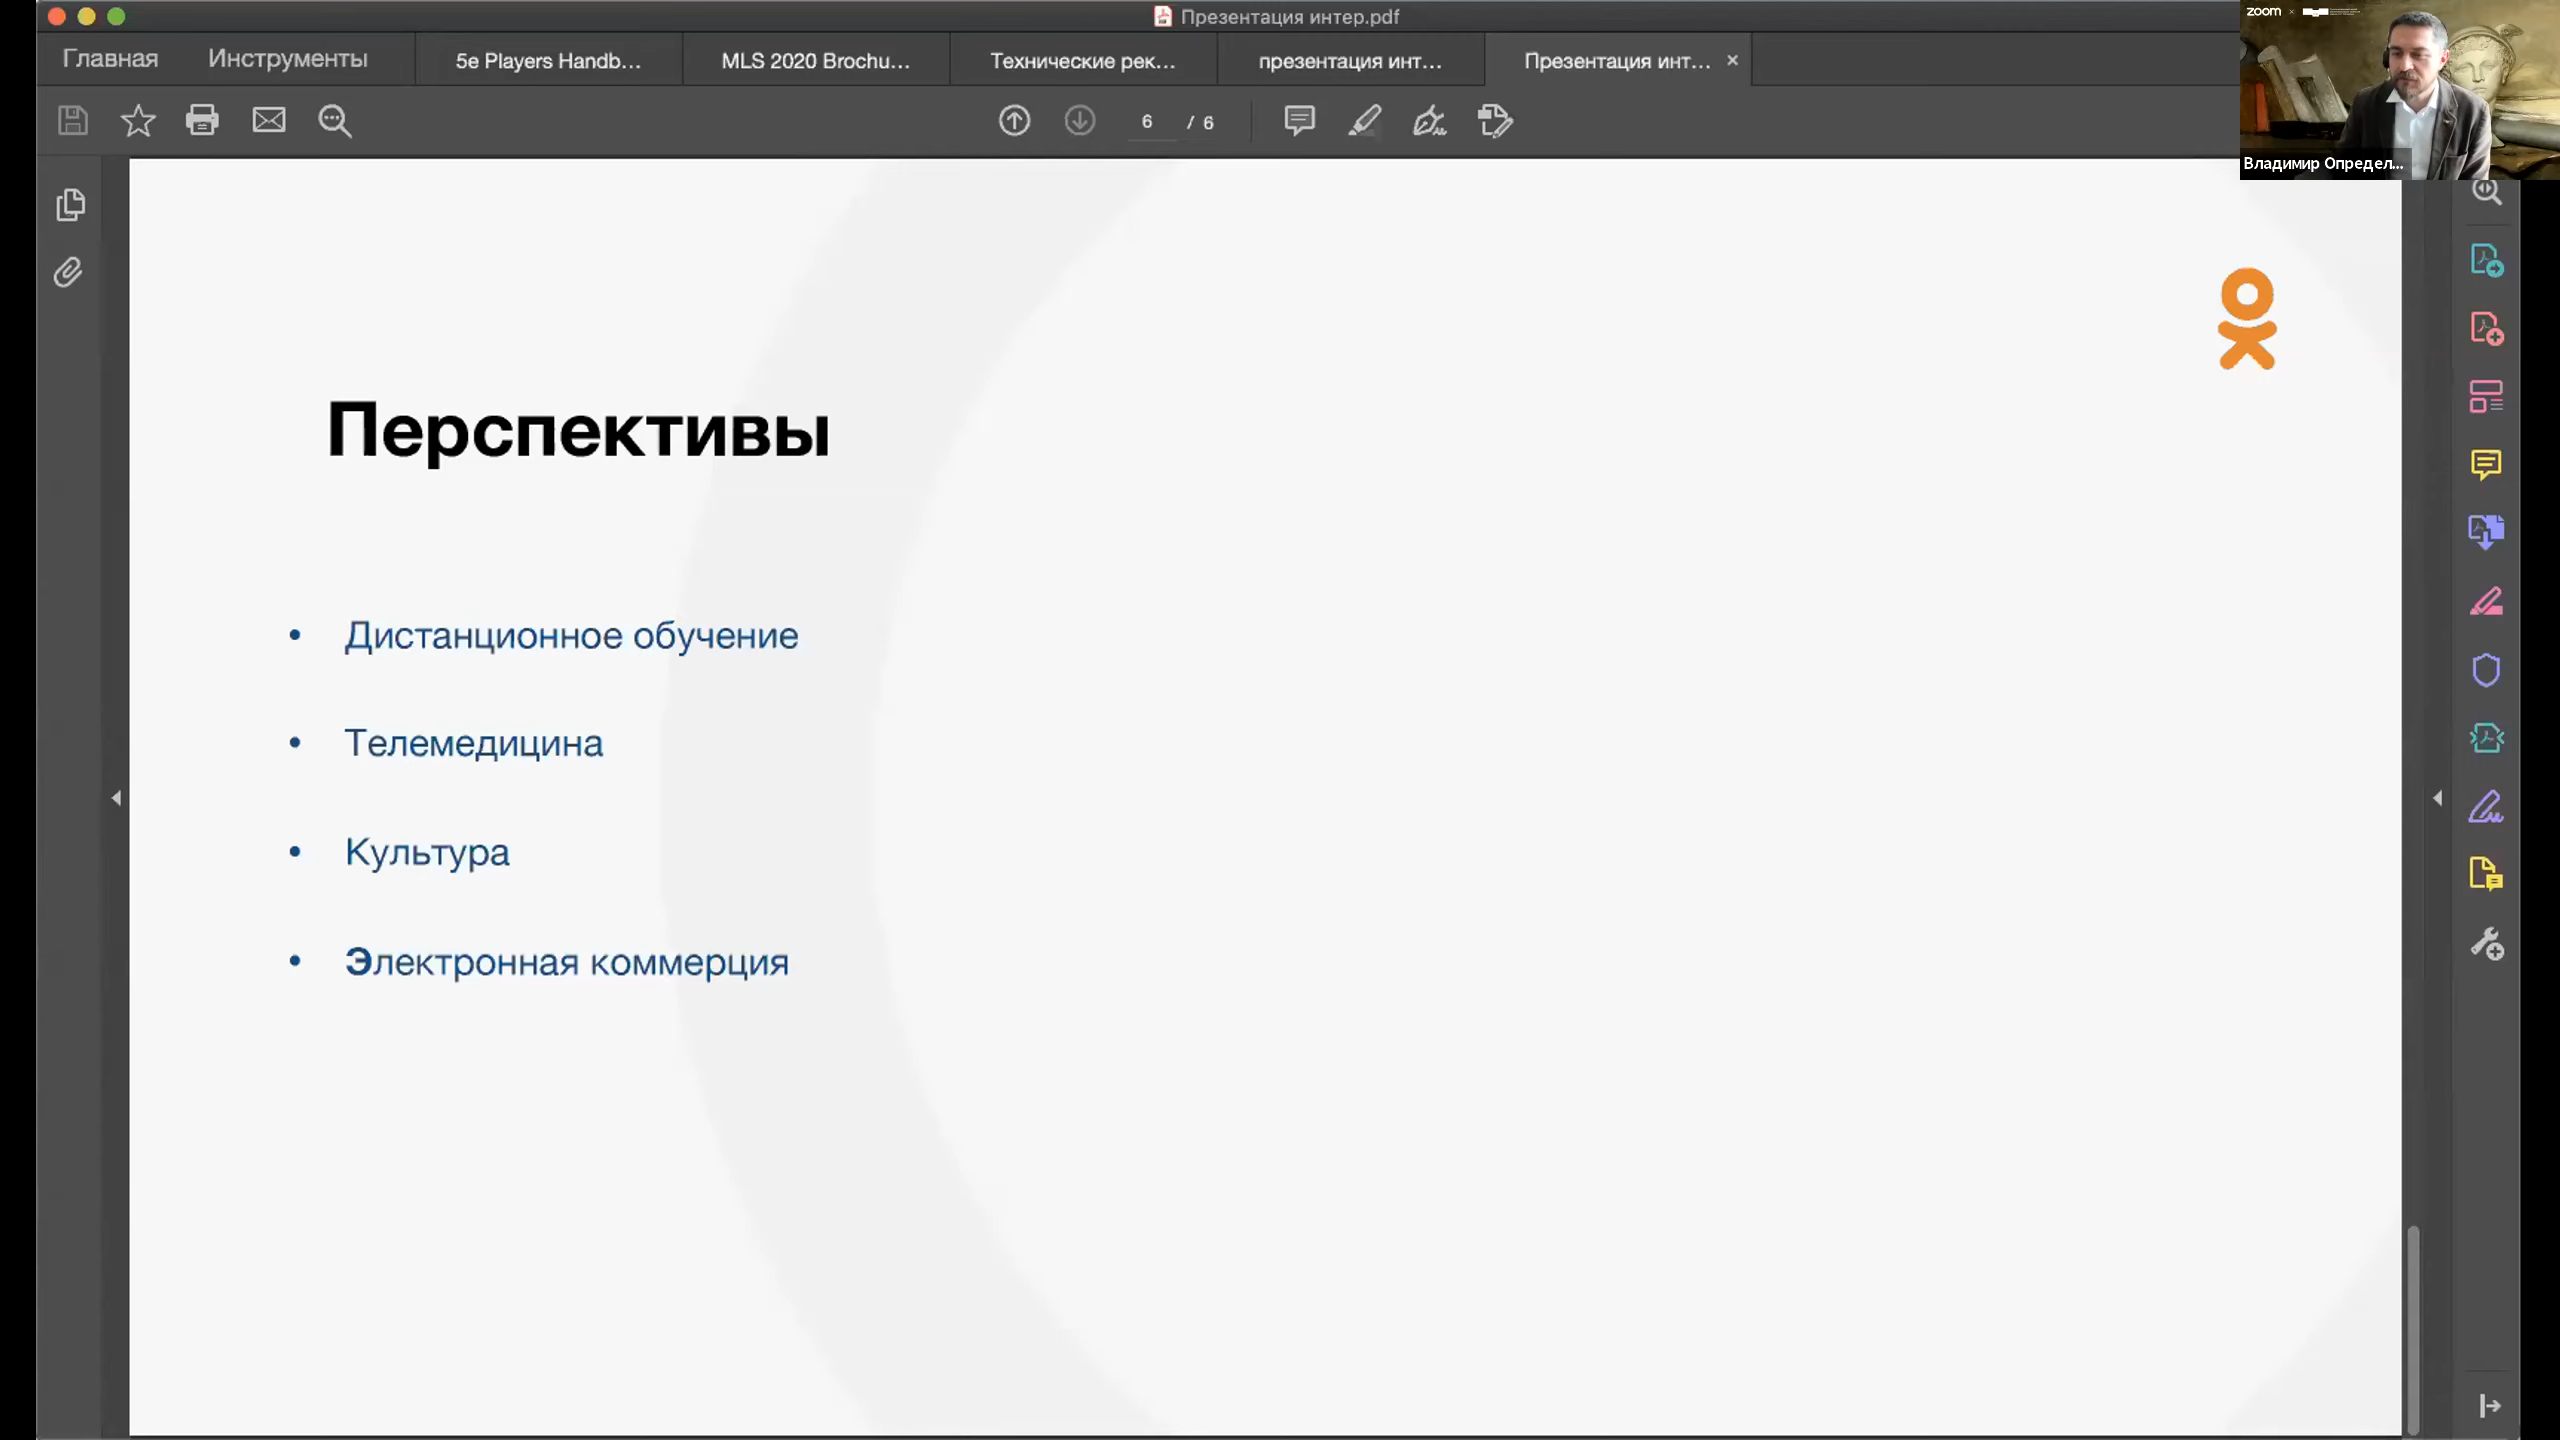 Презентация интер.pdf
zoom
Главная
Инструменты
5e Players Handb...
MLS 2020 Brochu...
Технические рек...
презентация инт...
Презентация инт...
6 / 6
Владимир Определ...
Перспективы
• Дистанционное обучение
• Телемедицина
• Культура
• Электронная коммерция